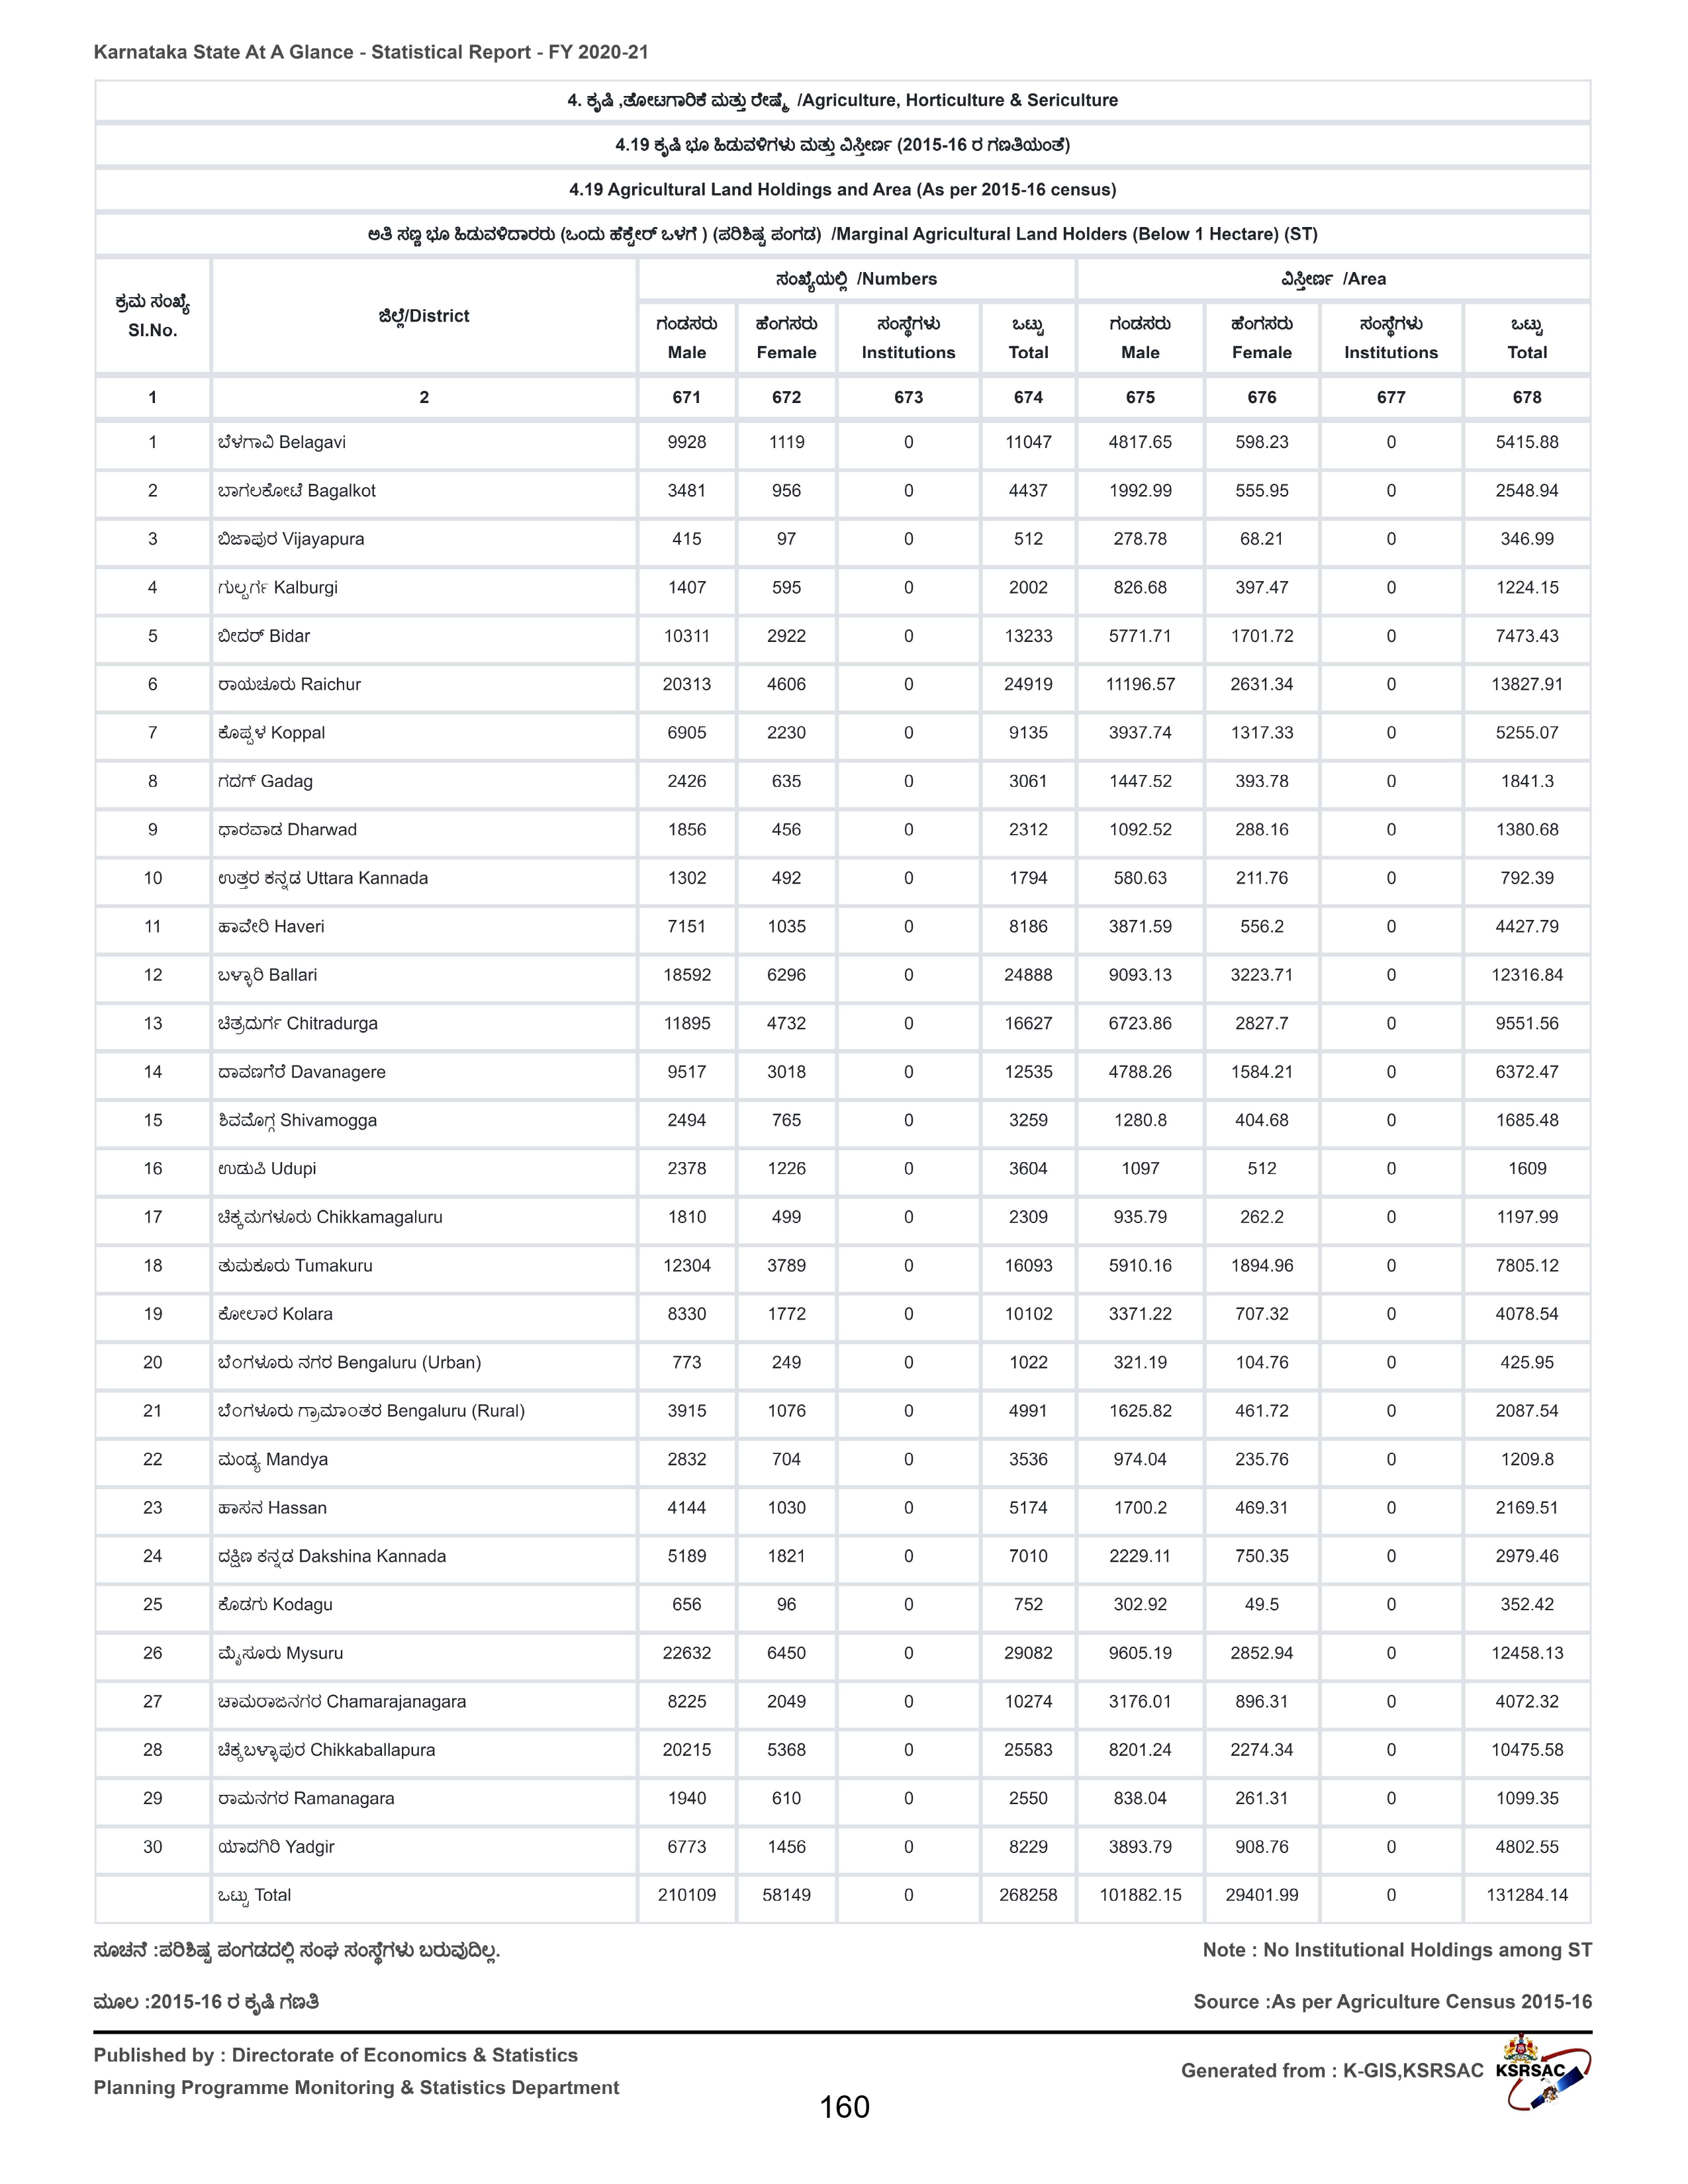 Karnataka State At A Glance - Statistical Report - FY 2020-21
4. ಕೃಷಿ ,ತೋಟಗಾರಿಕೆ ಮತ್ತು ರೇಷ್ಮೆ /Agriculture, Horticulture & Sericulture
4.19 ಕೃಷಿ ಭೂ ಹಿಡುವಳಿಗಳು ಮತ್ತು ವಿಸ್ತೀರ್ಣ (2015-16 ರ ಗಣತಿಯಂತೆ)
4.19 Agricultural Land Holdings and Area (As per 2015-16 census)
ಅತಿ ಸಣ್ಣ ಭೂ ಹಿಡುವಳಿದಾರರು (ಒಂದು ಹೆಕ್ಟೇರ್ ಒಳಗೆ ) (ಪರಿಶಿಷ್ಟ ಪಂಗಡ) /Marginal Agricultural Land Holders (Below 1 Hectare) (ST)
ಕ್ರಮ ಸಂಖ್ಯೆ Sl.No. ಜಿಲ್ಲೆ/District ಸಂಖ್ಯೆಯಲ್ಲಿ /Numbers ವಿಸ್ತೀರ್ಣ /Area
ಗಂಡಸರು ಹೆಂಗಸರು ಸಂಸ್ಥೆಗಳು ಒಟ್ಟು ಗಂಡಸರು ಹೆಂಗಸರು ಸಂಸ್ಥೆಗಳು ಒಟ್ಟು
Male Female Institutions Total Male Female Institutions Total
1 2 671 672 673 674 675 676 677 678
1 ಬೆಳಗಾವಿ Belagavi 9928 1119 0 11047 4817.65 598.23 0 5415.88
2 ಬಾಗಲಕೋಟೆ Bagalkot 3481 956 0 4437 1992.99 555.95 0 2548.94
3 ಬಿಜಾಪುರ Vijayapura 415 97 0 512 278.78 68.21 0 346.99
4 ಗುಲ್ಬರ್ಗ Kalburgi 1407 595 0 2002 826.68 397.47 0 1224.15
5 ಬೀದರ್ Bidar 10311 2922 0 13233 5771.71 1701.72 0 7473.43
6 ರಾಯಚೂರು Raichur 20313 4606 0 24919 11196.57 2631.34 0 13827.91
7 ಕೊಪ್ಪಳ Koppal 6905 2230 0 9135 3937.74 1317.33 0 5255.07
8 ಗದಗ್ Gadag 2426 635 0 3061 1447.52 393.78 0 1841.3
9 ಧಾರವಾಡ Dharwad 1856 456 0 2312 1092.52 288.16 0 1380.68
10 ಉತ್ತರ ಕನ್ನಡ Uttara Kannada 1302 492 0 1794 580.63 211.76 0 792.39
11 ಹಾವೇರಿ Haveri 7151 1035 0 8186 3871.59 556.2 0 4427.79
12 ಬಳ್ಳಾರಿ Ballari 18592 6296 0 24888 9093.13 3223.71 0 12316.84
13 ಚಿತ್ರದುರ್ಗ Chitradurga 11895 4732 0 16627 6723.86 2827.7 0 9551.56
14 ದಾವಣಗೆರೆ Davanagere 9517 3018 0 12535 4788.26 1584.21 0 6372.47
15 ಶಿವಮೊಗ್ಗ Shivamogga 2494 765 0 3259 1280.8 404.68 0 1685.48
16 ಉಡುಪಿ Udupi 2378 1226 0 3604 1097 512 0 1609
17 ಚಿಕ್ಕಮಗಳೂರು Chikkamagaluru 1810 499 0 2309 935.79 262.2 0 1197.99
18 ತುಮಕೂರು Tumakuru 12304 3789 0 16093 5910.16 1894.96 0 7805.12
19 ಕೋಲಾರ Kolara 8330 1772 0 10102 3371.22 707.32 0 4078.54
20 ಬೆಂಗಳೂರು ನಗರ Bengaluru (Urban) 773 249 0 1022 321.19 104.76 0 425.95
21 ಬೆಂಗಳೂರು ಗ್ರಾಮಾಂತರ Bengaluru (Rural) 3915 1076 0 4991 1625.82 461.72 0 2087.54
22 ಮಂಡ್ಯ Mandya 2832 704 0 3536 974.04 235.76 0 1209.8
23 ಹಾಸನ Hassan 4144 1030 0 5174 1700.2 469.31 0 2169.51
24 ದಕ್ಷಿಣ ಕನ್ನಡ Dakshina Kannada 5189 1821 0 7010 2229.11 750.35 0 2979.46
25 ಕೊಡಗು Kodagu 656 96 0 752 302.92 49.5 0 352.42
26 ಮೈಸೂರು Mysuru 22632 6450 0 29082 9605.19 2852.94 0 12458.13
27 ಚಾಮರಾಜನಗರ Chamarajanagara 8225 2049 0 10274 3176.01 896.31 0 4072.32
28 ಚಿಕ್ಕಬಳ್ಳಾಪುರ Chikkaballapura 20215 5368 0 25583 8201.24 2274.34 0 10475.58
29 ರಾಮನಗರ Ramanagara 1940 610 0 2550 838.04 261.31 0 1099.35
30 ಯಾದಗಿರಿ Yadgir 6773 1456 0 8229 3893.79 908.76 0 4802.55
ಒಟ್ಟು Total 210109 58149 0 268258 101882.15 29401.99 0 131284.14
ಸೂಚನೆ :ಪರಿಶಿಷ್ಟ ಪಂಗಡದಲ್ಲಿ ಸಂಘ ಸಂಸ್ಥೆಗಳು ಬರುವುದಿಲ್ಲ. Note : No Institutional Holdings among ST
ಮೂಲ :2015-16 ರ ಕೃಷಿ ಗಣತಿ Source :As per Agriculture Census 2015-16
Published by : Directorate of Economics & Statistics
Planning Programme Monitoring & Statistics Department
Generated from : K-GIS,KSRSAC KSRSAC
160